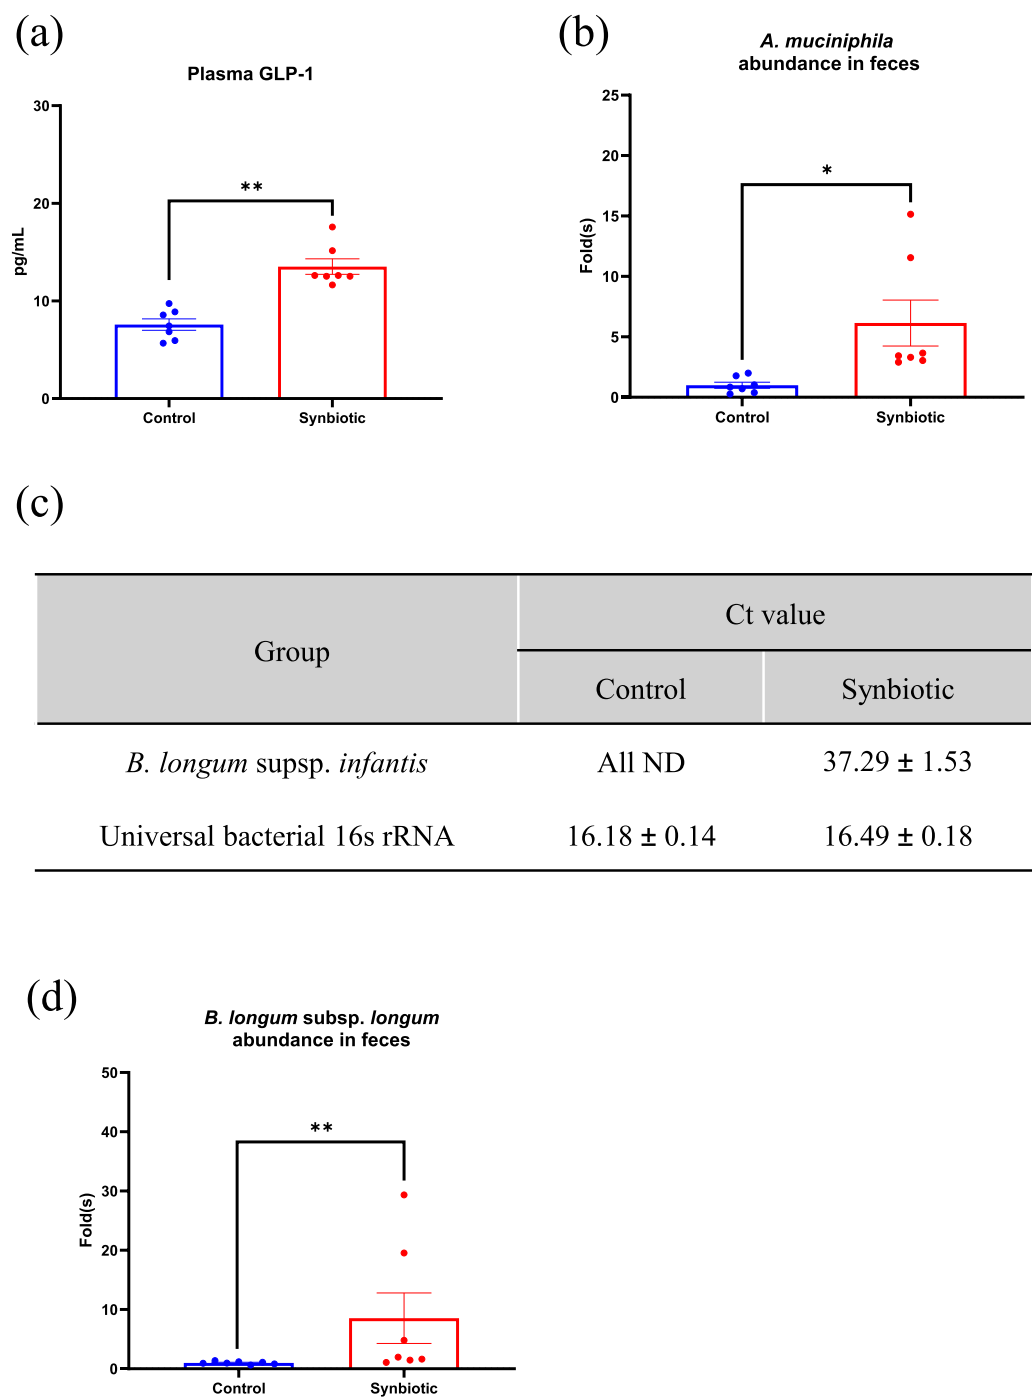 (a)
Plasma GLP-1
30
20
10
0
pg/mL
**
Control
Synbiotic
(b)
A. muciniphila
abundance in feces
25
20
15
10
5
0
Fold(s)
*
Control
Synbiotic
(c)
Group
Ct value
Control
Synbiotic
B. longum supsp. infantis
All ND
37.29 ± 1.53
Universal bacterial 16s rRNA
16.18 ± 0.14
16.49 ± 0.18
(d)
B. longum subsp. longum
abundance in feces
50
40
30
20
10
0
Fold(s)
**
Control
Synbiotic